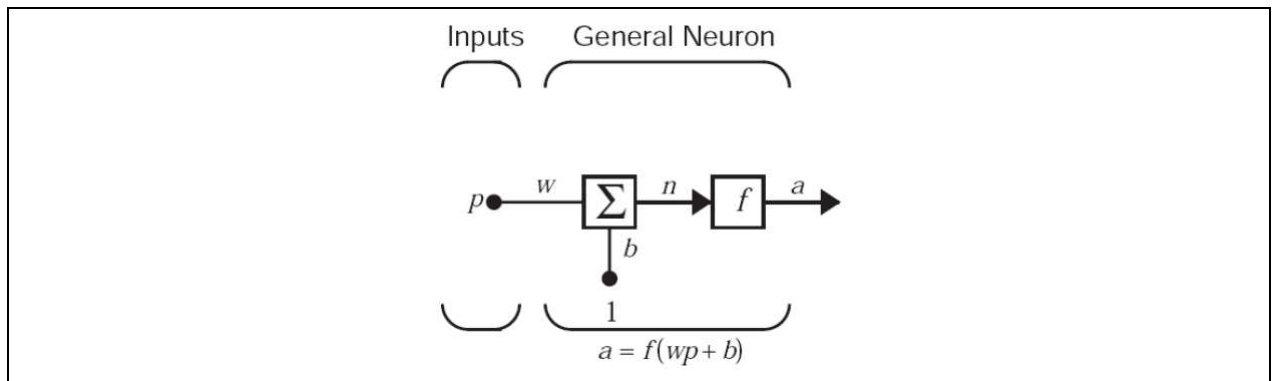 Inputs General Neuron
p w Σ n f a
b
1
a = f(wp + b)